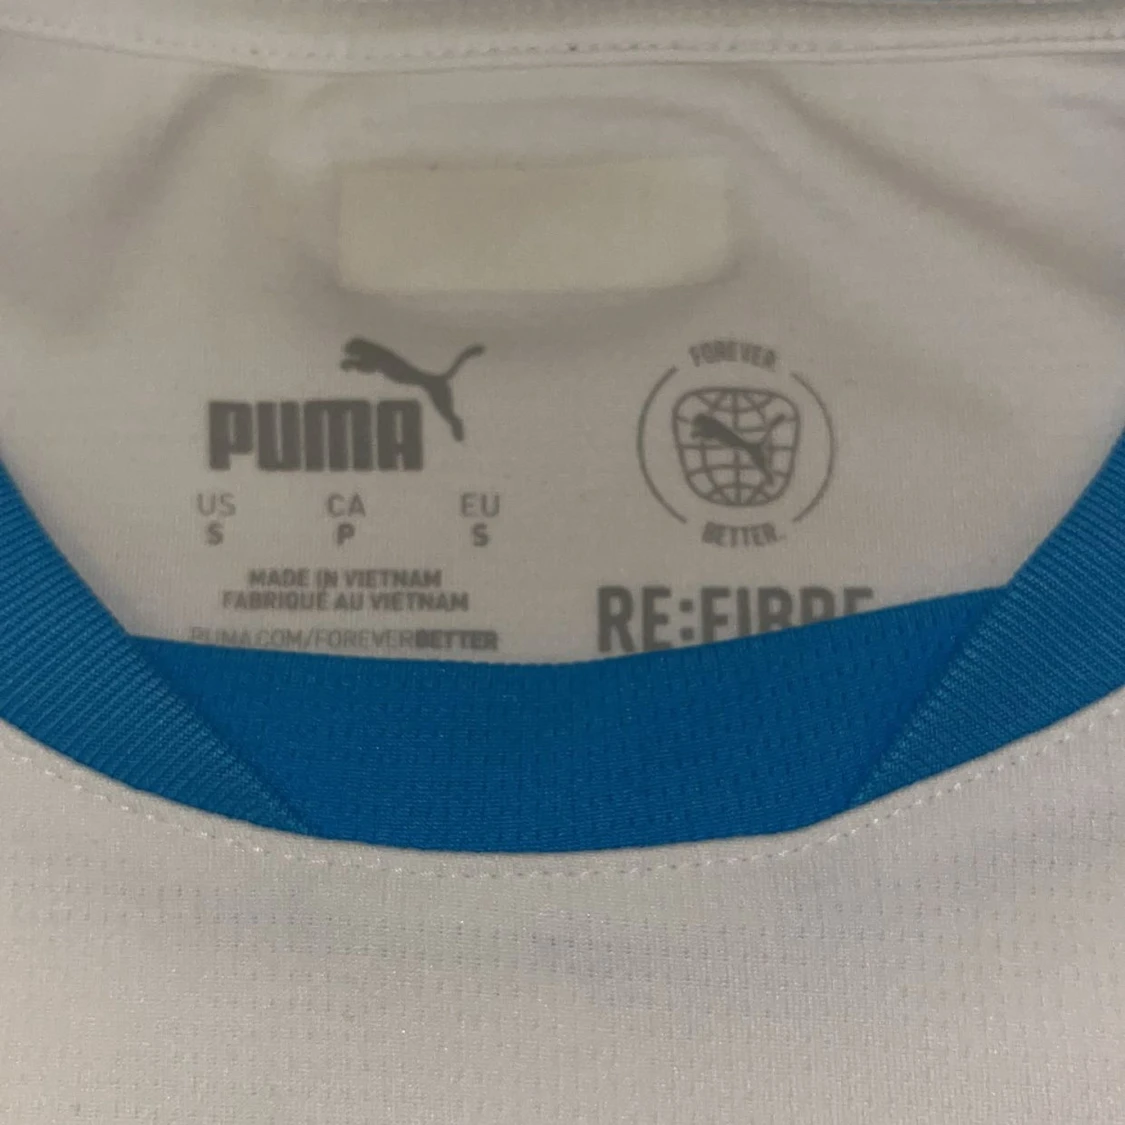 PUMA
US CA EU
S P S
MADE IN VIETNAM
FABRIQUÉ AU VIETNAM
PUMA.COM/FOREVERBETTER
FOREVER
BETTER.
RE:FIBRE